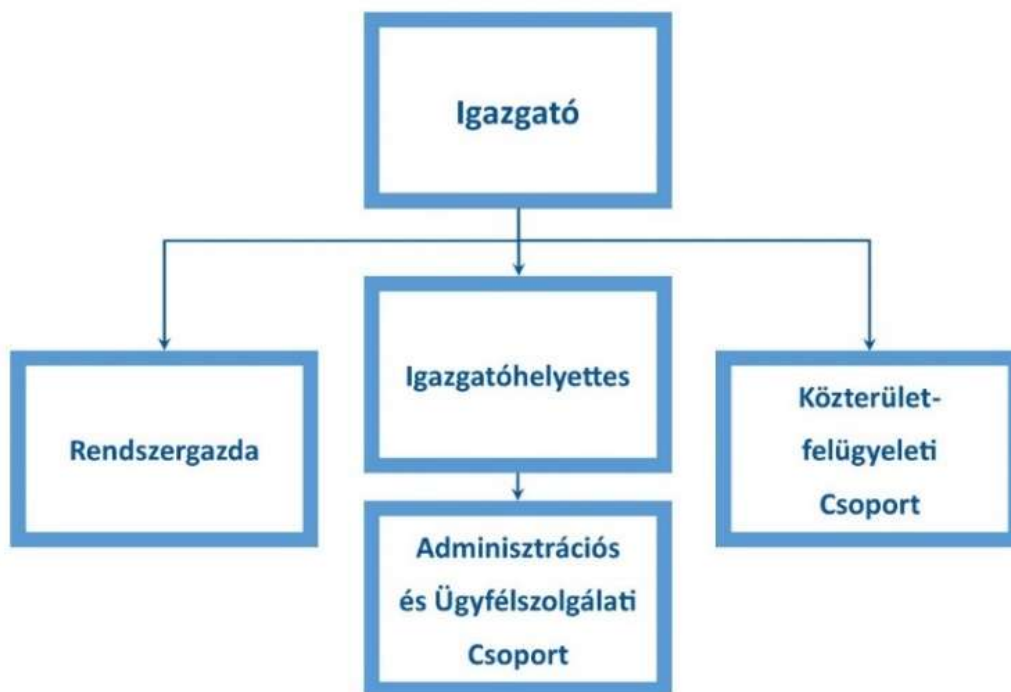 Igazgató
Rendszergazda
Igazgatóhelyettes
Közterület-
felügyeleti
Csoport
Adminisztrációs
és Ügyfélszolgálati
Csoport